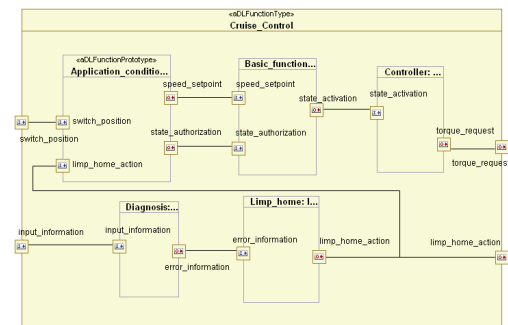 «aDLFunctionType»
Cruise_Control
«aDLFunctionPrototype»
Application_conditio...
Basic_function...
Controller: ...
speed_setpoint
speed_setpoint
state_activation
state_activation
switch_position
switch_position
state_authorization
state_authorization
torque_request
torque_reques
limp_home_action
Diagnosis:...
Limp_home: l...
input_information
input_information
error_information
error_information
limp_home_action
limp_home_action